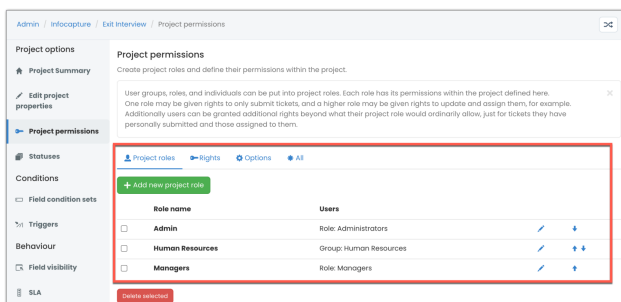 Admin / Infocapture / Exit Interview / Project permissions
Project options
Project Summary
Edit project
properties
Project permissions
Statuses
Conditions
Field condition sets
Triggers
Behaviour
Field visibility
SLA
Project permissions
Create project roles and define their permissions within the project.
User groups, roles, and individuals can be put into project roles. Each role has its permissions within the project defined here.
One role may be given rights to only submit tickets, and a higher role may be given rights to update and assign them, for example.
Additionally users can be granted additional rights beyond what their project role would ordinarily allow, just for tickets they have
personally submitted and those assigned to them.
Project roles Rights Options All
+ Add new project role
Role name Users
Admin Role: Administrators
Human Resources Group: Human Resources
Managers Role: Managers
Delete selected